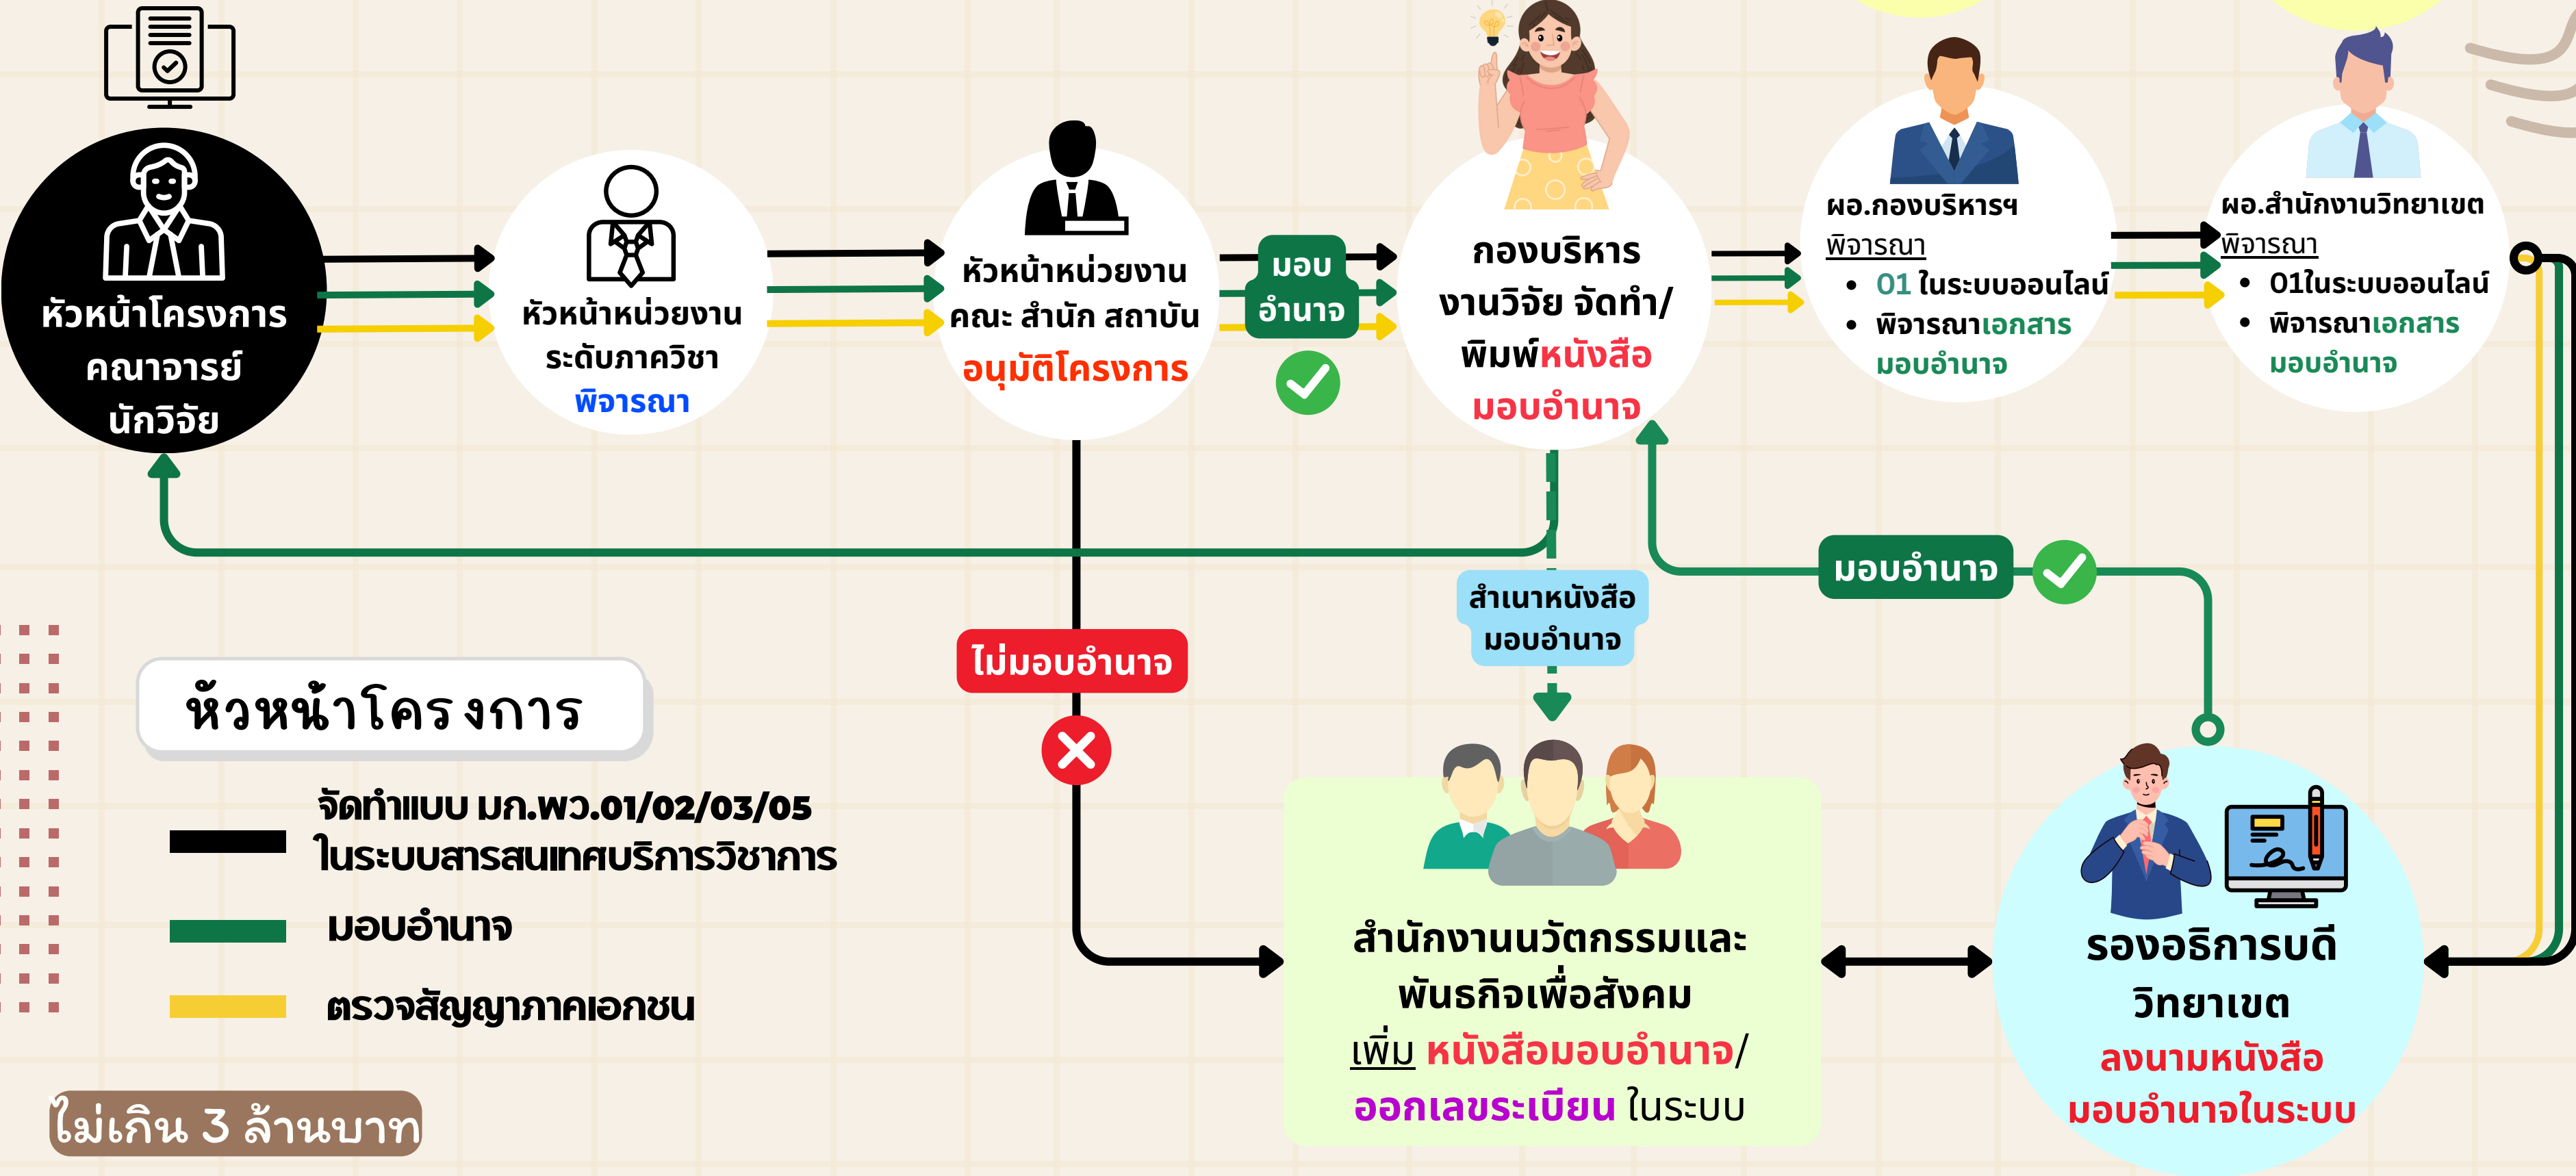 หัวหน้าโครงการ
คณาจารย์
นักวิจัย
หัวหน้าหน่วยงาน
ระดับภาควิชา
พิจารณา
หัวหน้าหน่วยงาน
คณะ สำนัก สถาบัน
อนุมัติโครงการ
มอบ
อำนาจ
กองบริหาร
งานวิจัย จัดทำ/
พิมพ์หนังสือ
มอบอำนาจ
ผอ.กองบริหารฯ
พิจารณา
• 01 ในระบบออนไลน์
• พิจารณาเอกสาร
มอบอำนาจ
ผอ.สำนักงานวิทยาเขต
พิจารณา
• 01ในระบบออนไลน์
• พิจารณาเอกสาร
มอบอำนาจ
มอบอำนาจ
สำเนาหนังสือ
มอบอำนาจ
ไม่มอบอำนาจ
หัวหน้าโครงการ
จัดทำแบบ มก.พว.01/02/03/05
ในระบบสารสนเทศบริการวิชาการ
มอบอำนาจ
ตรวจสัญญาภาคเอกชน
ไม่เกิน 3 ล้านบาท
สำนักงานนวัตกรรมและ
พันธกิจเพื่อสังคม
เพิ่ม หนังสือมอบอำนาจ/
ออกเลขระเบียน ในระบบ
รองอธิการบดี
วิทยาเขต
ลงนามหนังสือ
มอบอำนาจในระบบ